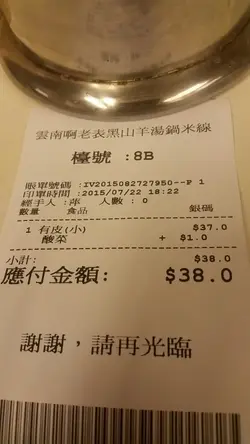 雲南啊老表黑山羊湯鍋米線
檯號 :8B
賬單號碼 :IV2015082727950--P 1
印單時間 :2015/07/22 18:22
經手人 :萍 人數 : 0
數量 食品 銀碼
1 有皮(小) $37.0
酸菜 + $1.0
小計: $38.0
應付金額: $38.0
謝謝，請再光臨